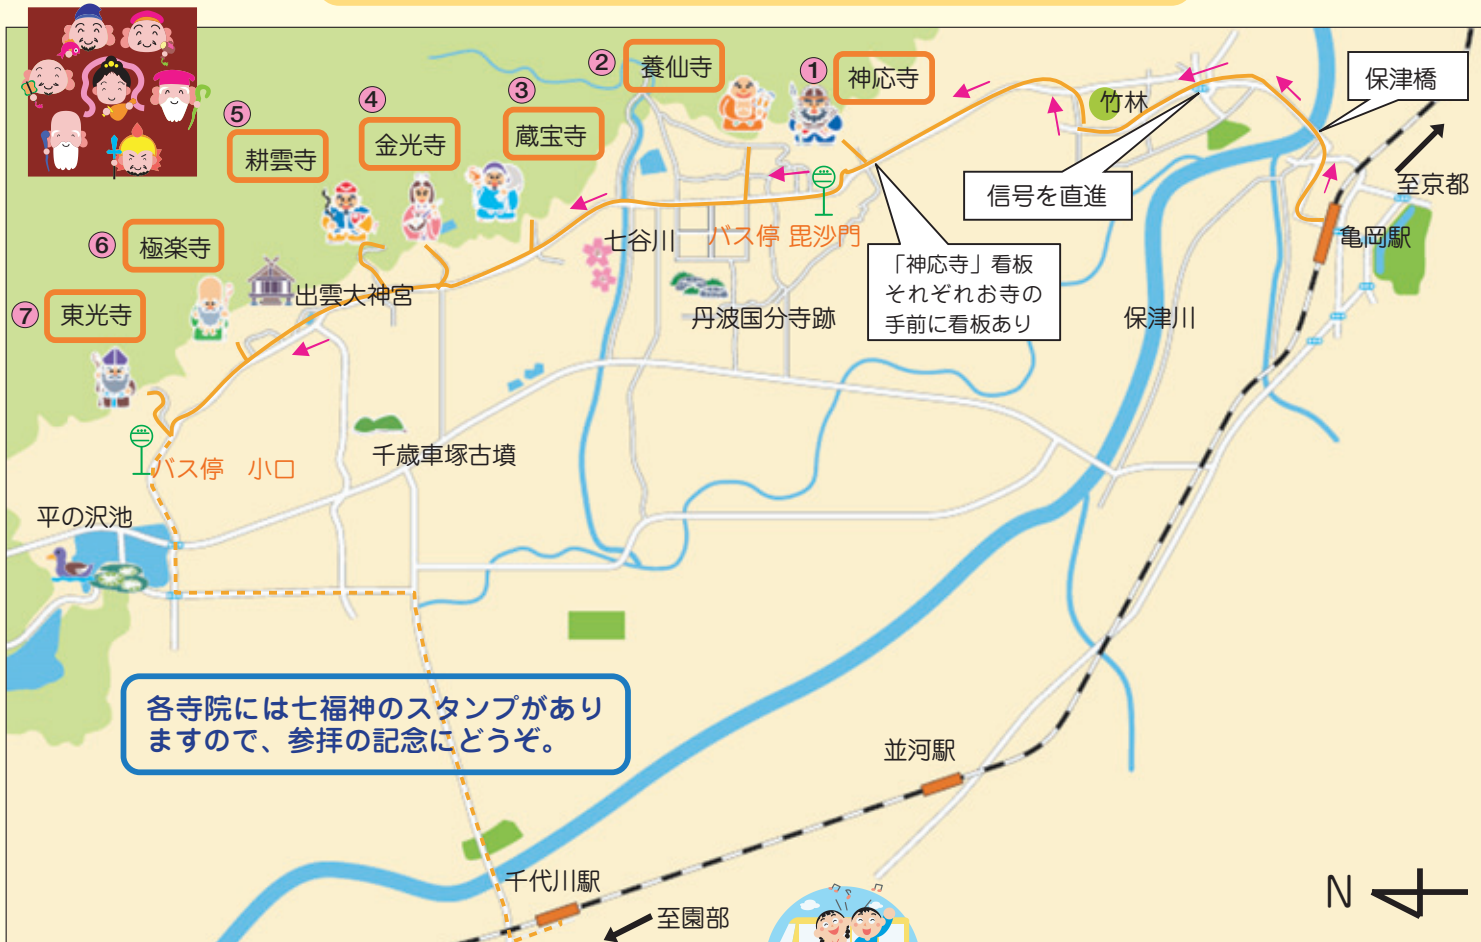 ① 神応寺
② 養仙寺
③ 蔵宝寺
④ 金光寺
⑤ 耕雲寺
⑥ 極楽寺
⑦ 東光寺
保津橋
竹林
至京都
信号を直進
亀岡駅
七谷川
バス停 毘沙門
「神応寺」看板
それぞれお寺の
手前に看板あり
出雲大神宮
丹波国分寺跡
保津川
千歳車塚古墳
バス停 小口
平の沢池
各寺院には七福神のスタンプがあり
ますので、参拝の記念にどうぞ。
並河駅
千代川駅
至園部
N